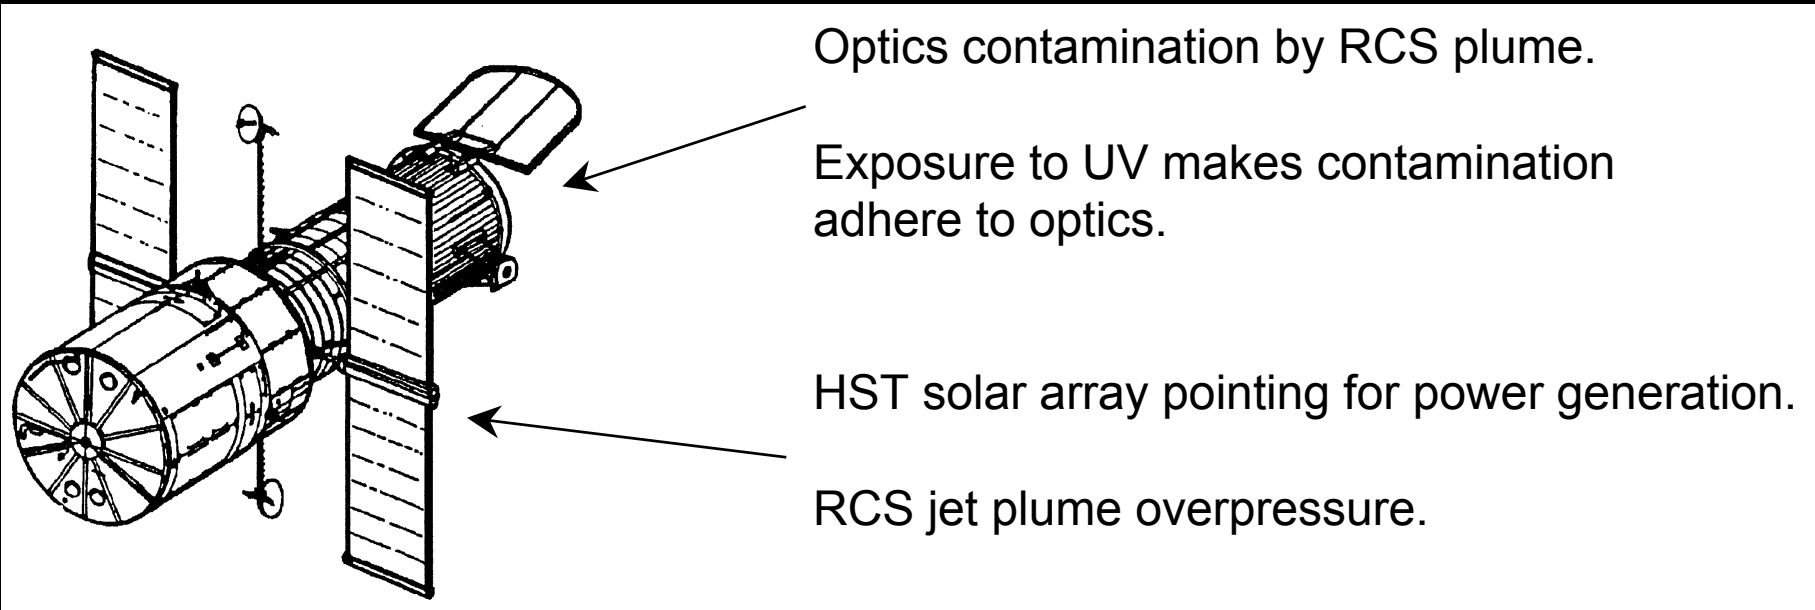 Optics contamination by RCS plume.
Exposure to UV makes contamination
adhere to optics.
HST solar array pointing for power generation.
RCS jet plume overpressure.